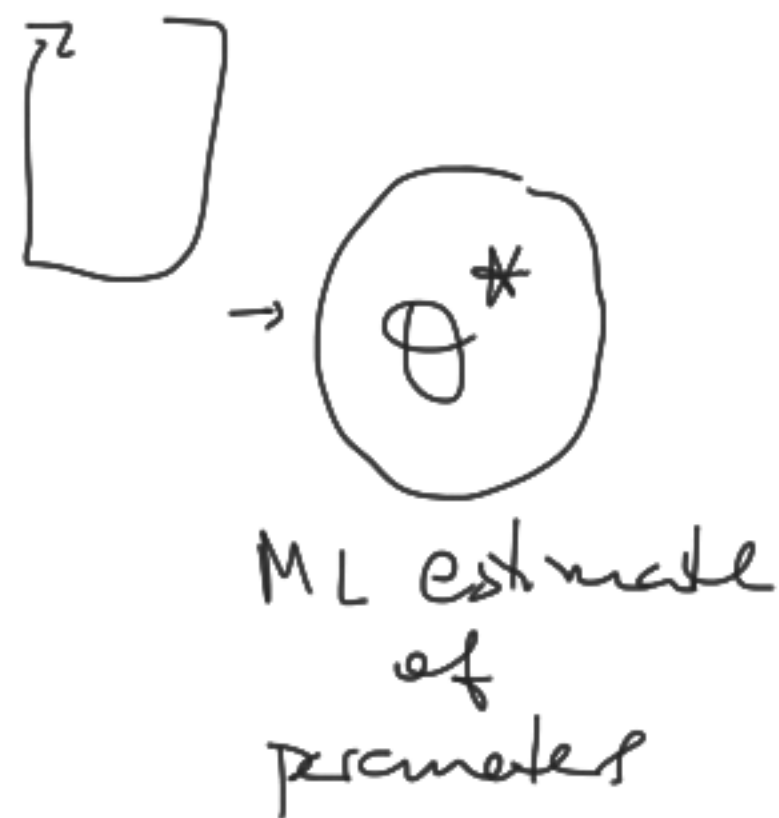 →
θ*
ML estimate
of
parameters